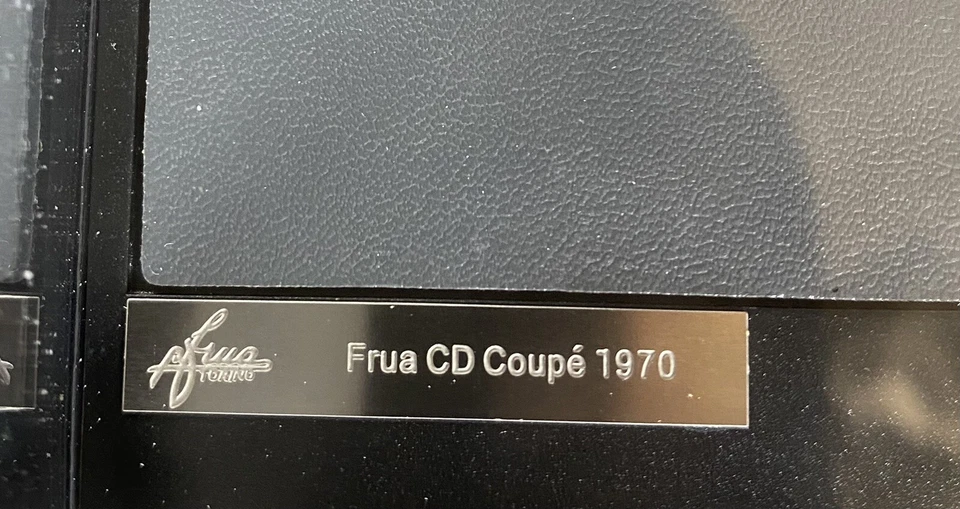 Frua
TORINO
Frua CD Coupé 1970